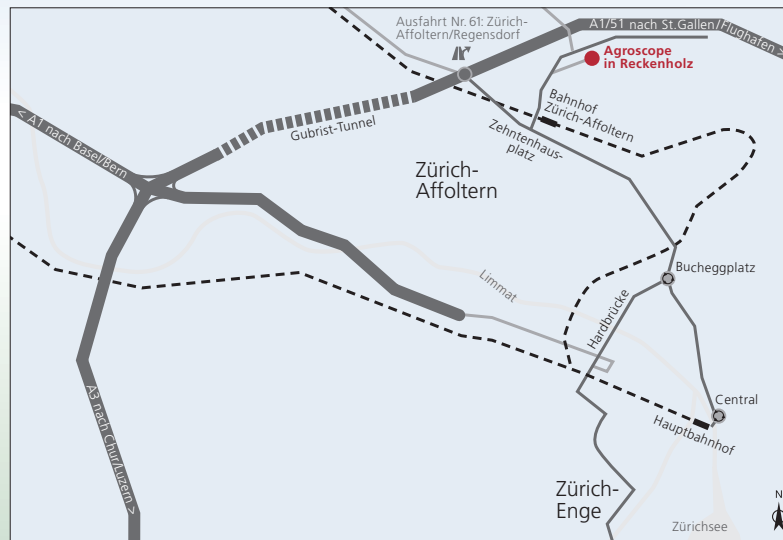 Ausfahrt Nr. 61: Zürich-
Affoltern/Regensdorf
A1/51 nach St.Gallen/Flughafen >
Agroscope
in Reckenholz
Bahnhof
Zürich-Affoltern
Gubrist-Tunnel
Zehntenhaus-
platz
< A1 nach Basel/Bern
Zürich-
Affoltern
Limmat
Bucheggplatz
Hardbrücke
A3 nach Chur/Luzern >
Central
Hauptbahnhof
Zürich-
Enge
Zürichsee
N